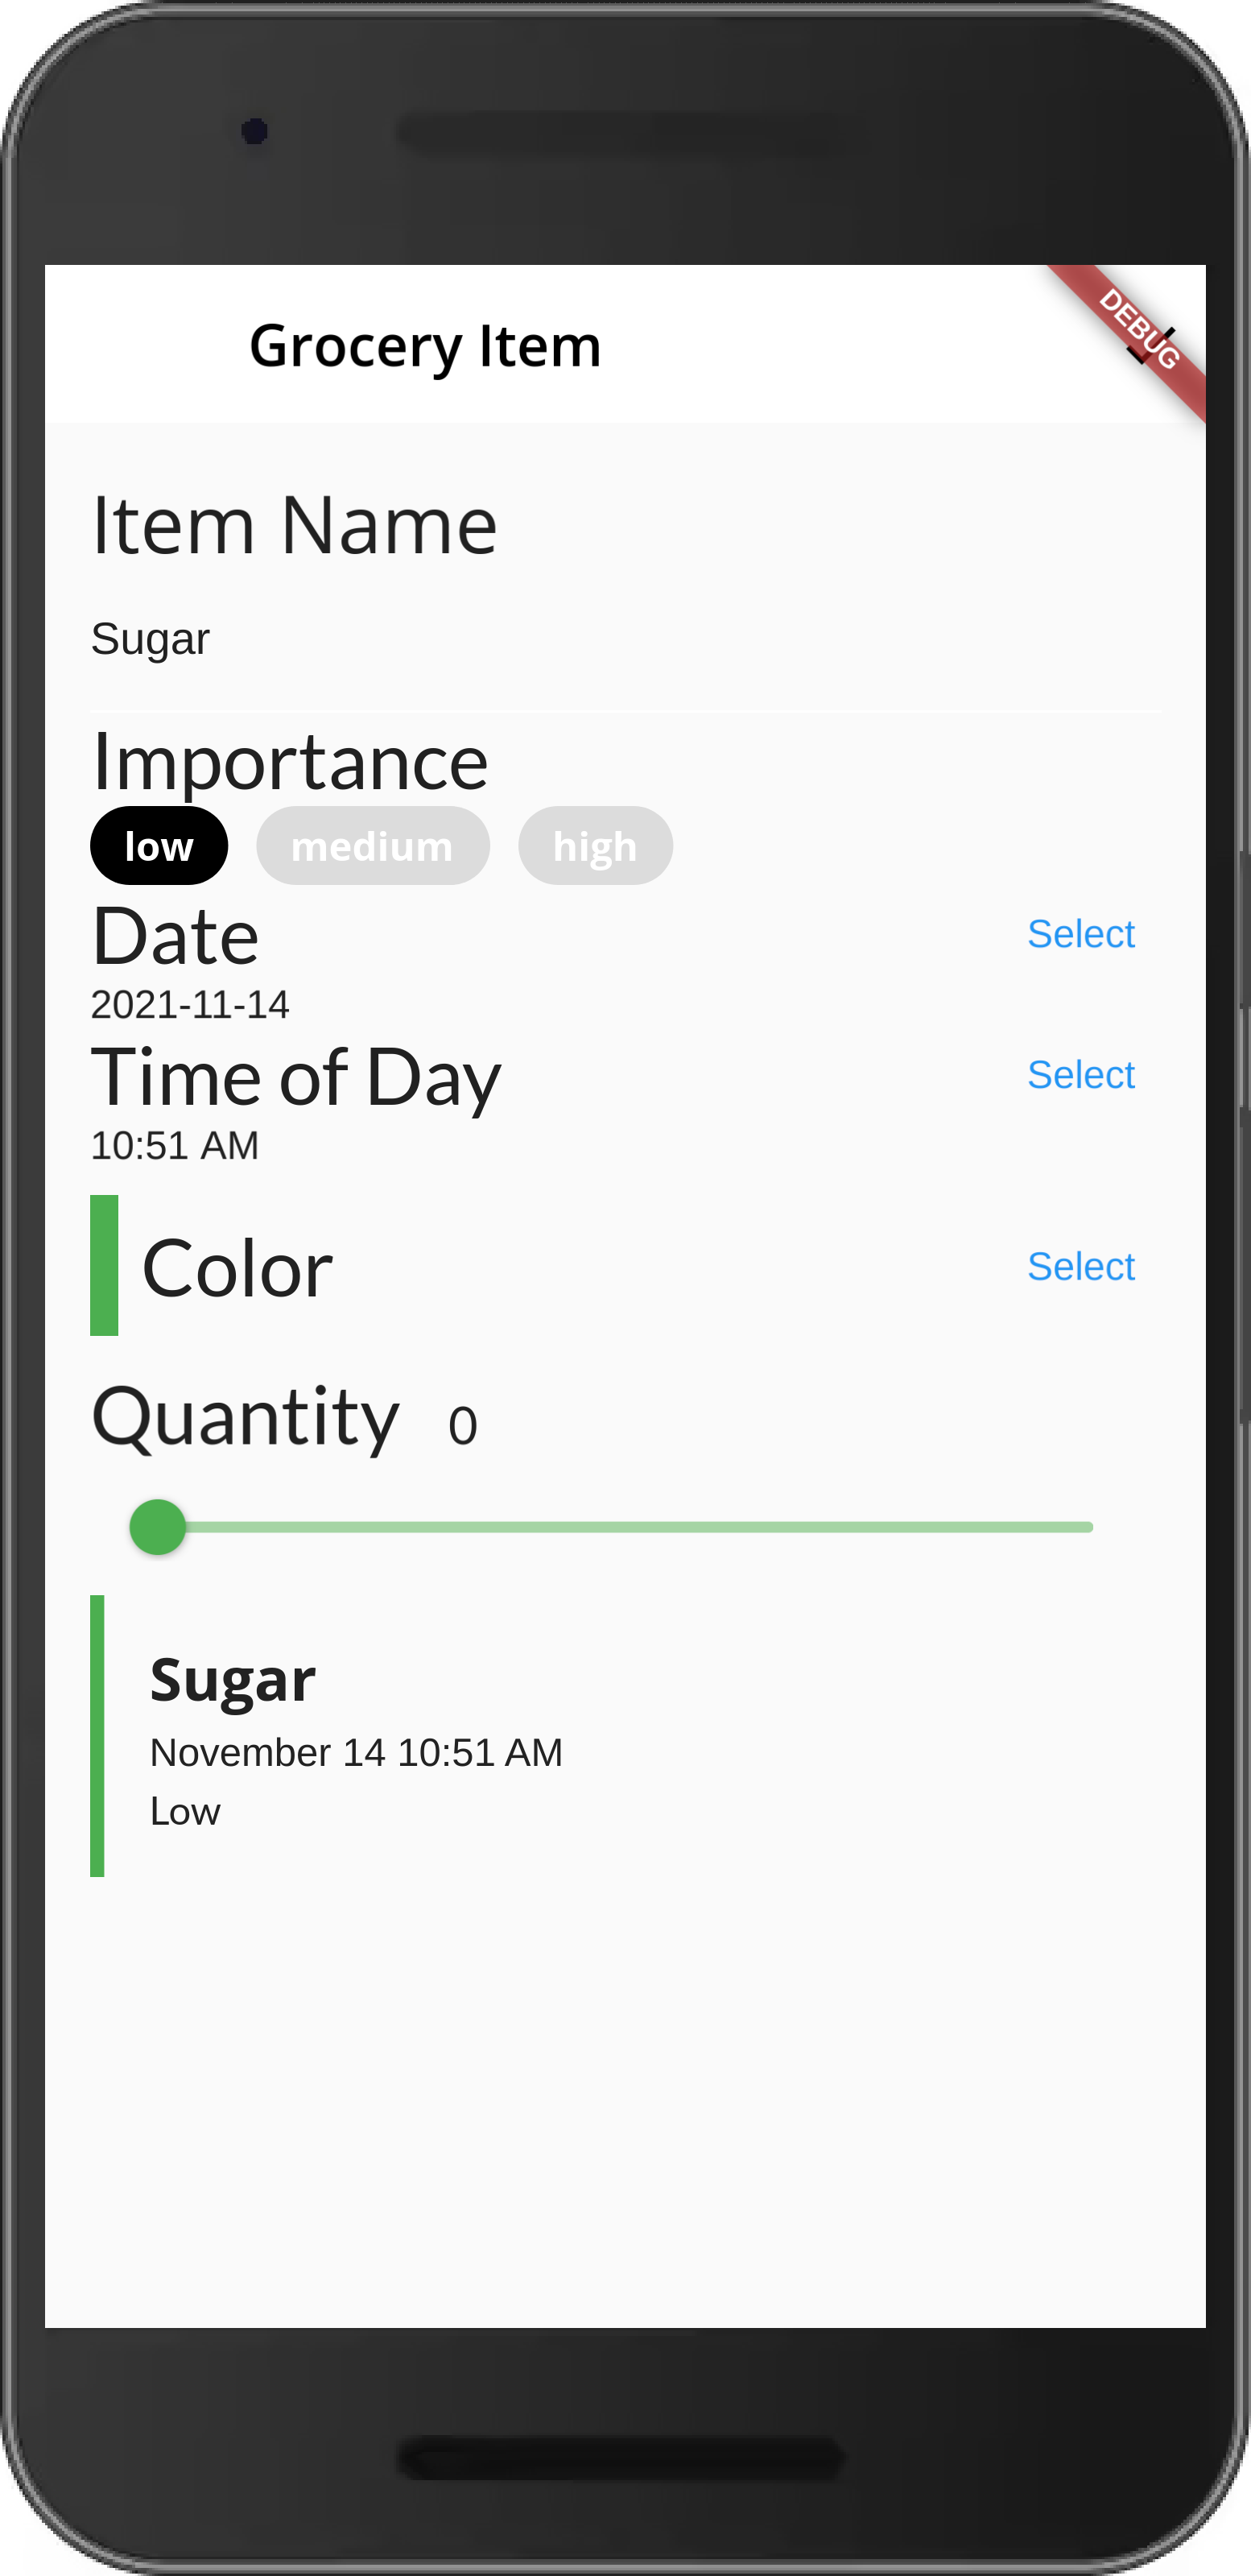 Grocery Item
DEBUG
Item Name
Sugar
Importance
low medium high
Date Select
2021-11-14
Time of Day Select
10:51 AM
Color Select
Quantity 0
Sugar
November 14 10:51 AM
Low